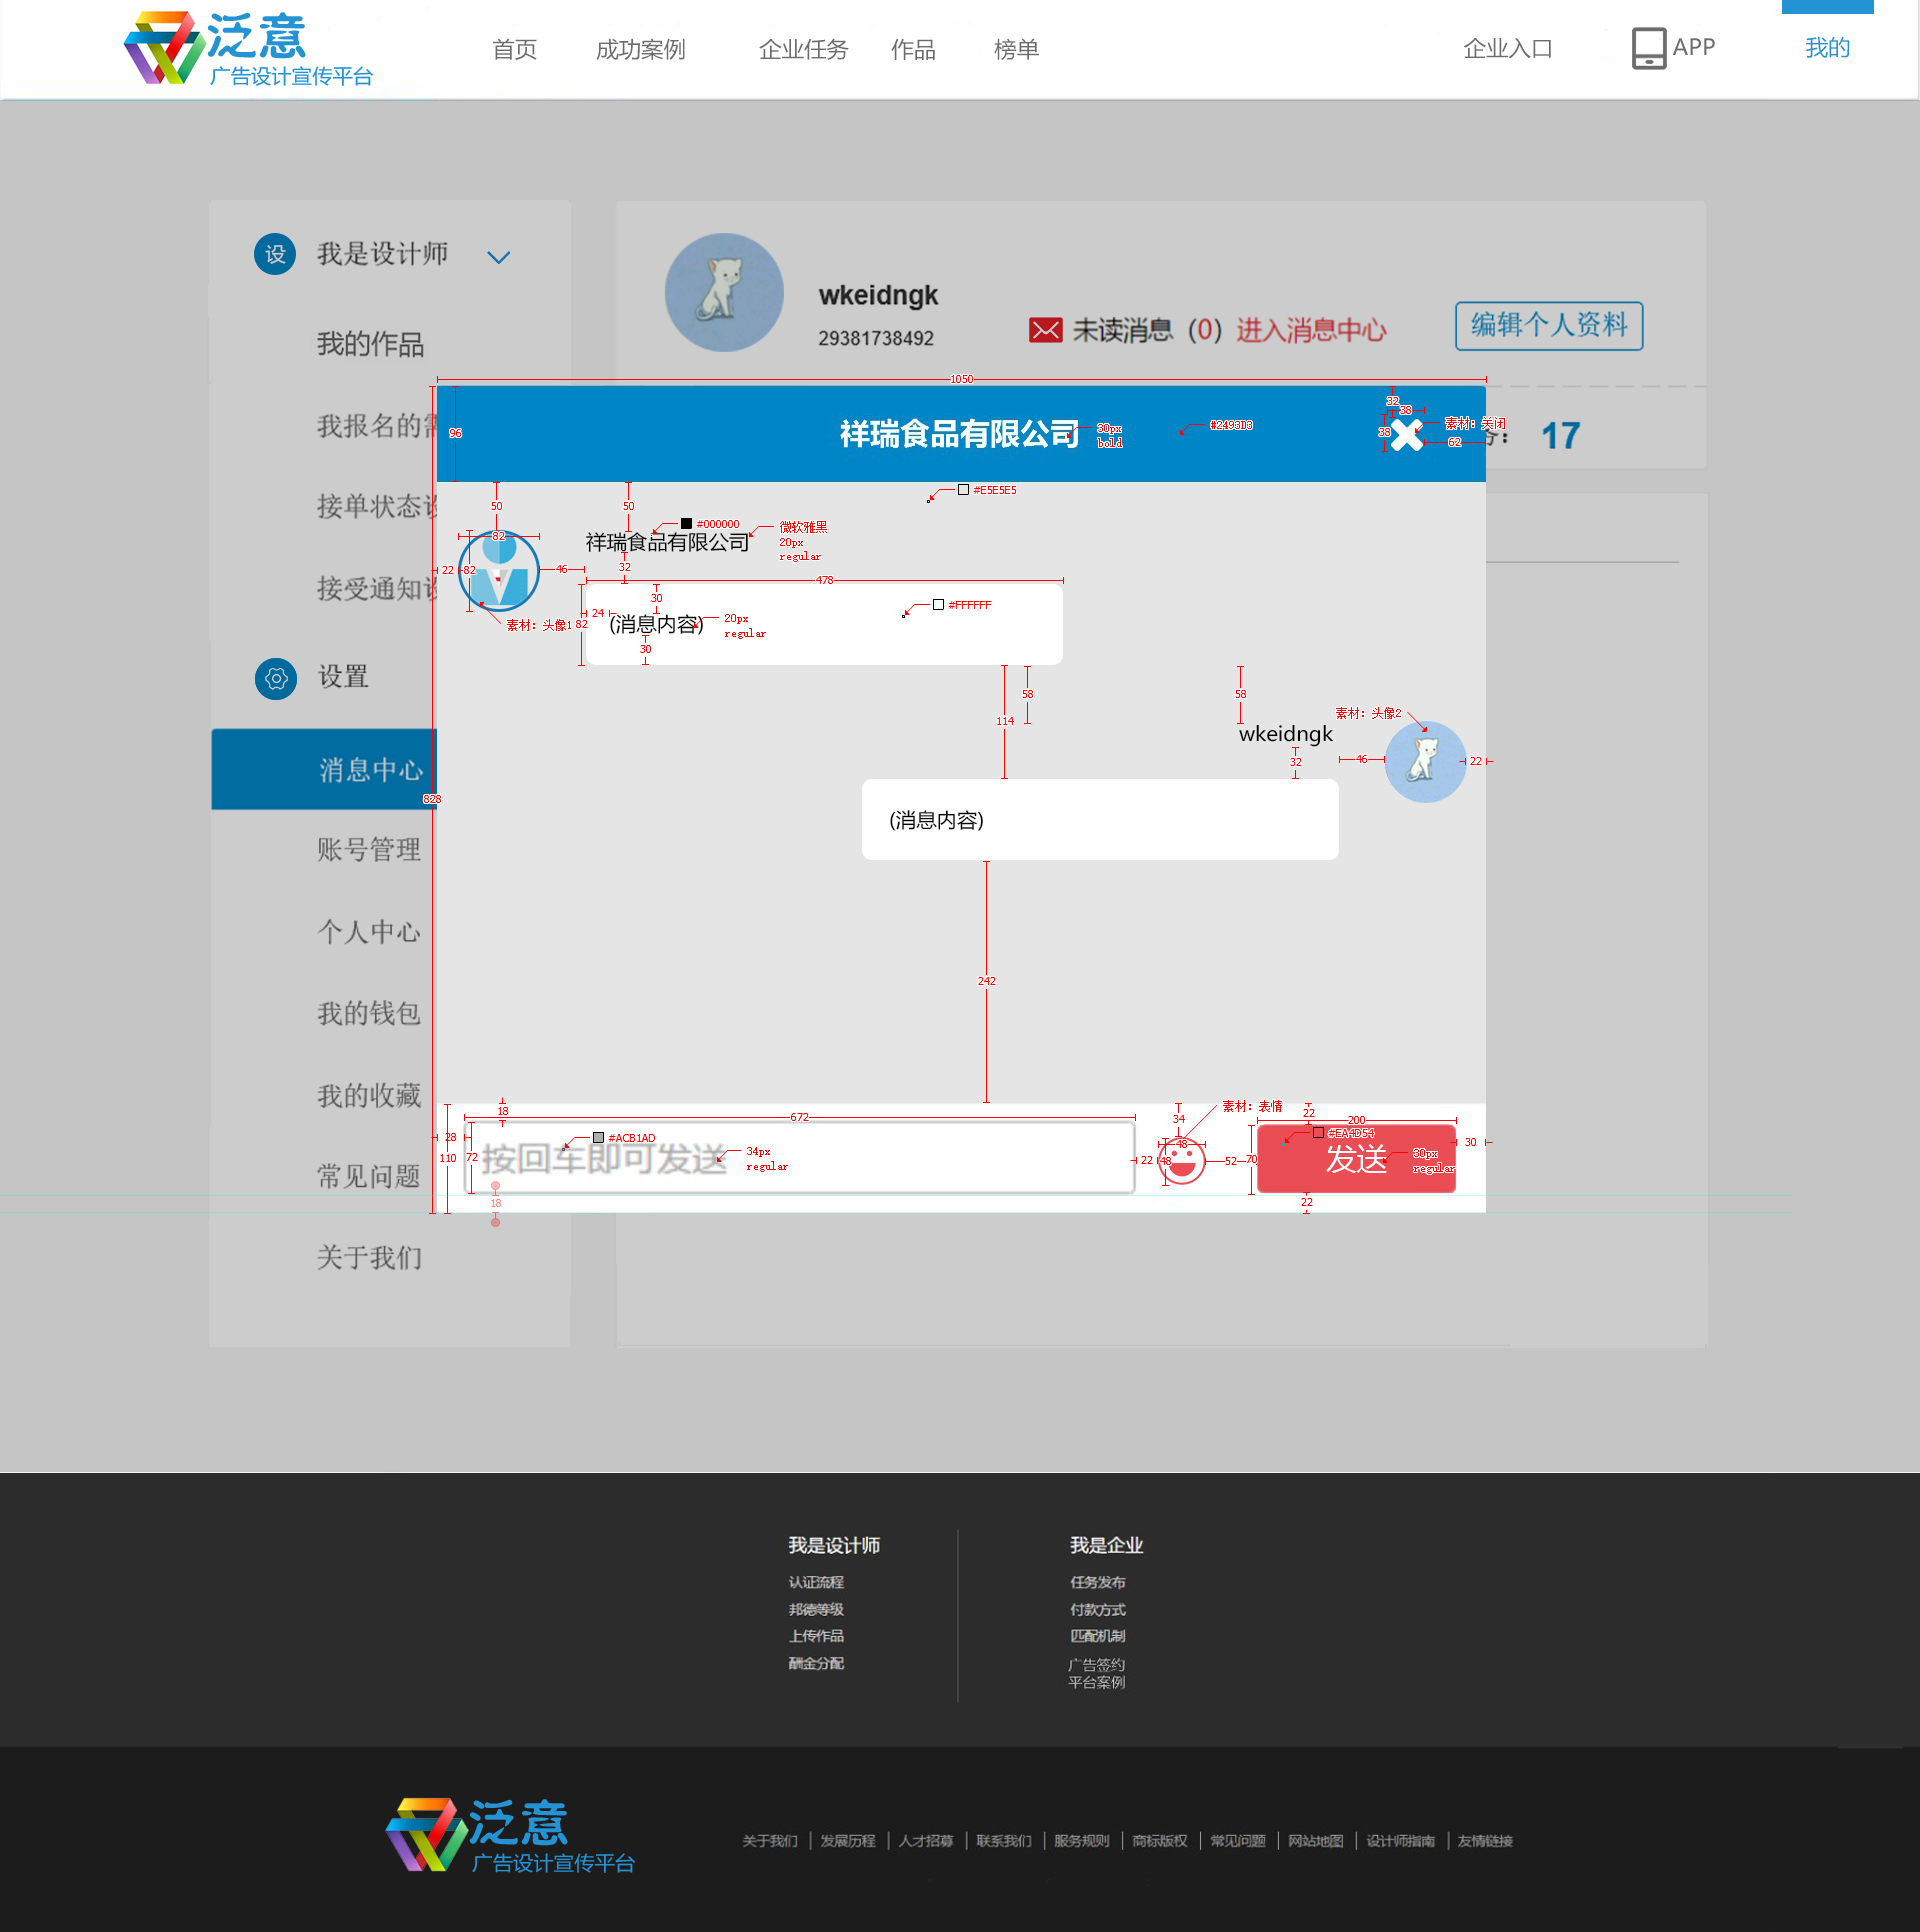 泛意
广告设计宣传平台
首页 成功案例 企业任务 作品 榜单 企业入口 APP 我的
设 我是设计师
我的作品
我报名的需
接单状态设
接受通知设
设置
消息中心
账号管理
个人中心
我的钱包
我的收藏
常见问题
关于我们
wkeidngk
29381738492
未读消息（0）进入消息中心
编辑个人资料
17
1050
828
96
祥瑞食品有限公司
30px
bold
#2493D3
32
38
38
素材：关闭
62
#E5E5E5
50
50
82
22
82
46
素材：头像1
祥瑞食品有限公司
#000000
微软雅黑
20px
regular
32
478
30
24
82
(消息内容)
20px
regular
30
#FFFFFF
58
58
114
素材：头像2
wkeidngk
46
22
32
(消息内容)
242
18
672
28
110
72
按回车即可发送
#ACB1AD
34px
regular
18
22
34
48
48
素材：表情
52
22
200
#EA4D54
70
发送
30px
regular
30
22
我是设计师
认证流程
邦德等级
上传作品
酬金分配
我是企业
任务发布
付款方式
匹配机制
广告签约
平台案例
泛意
广告设计宣传平台
关于我们 | 发展历程 | 人才招募 | 联系我们 | 服务规则 | 商标版权 | 常见问题 | 网站地图 | 设计师指南 | 友情链接